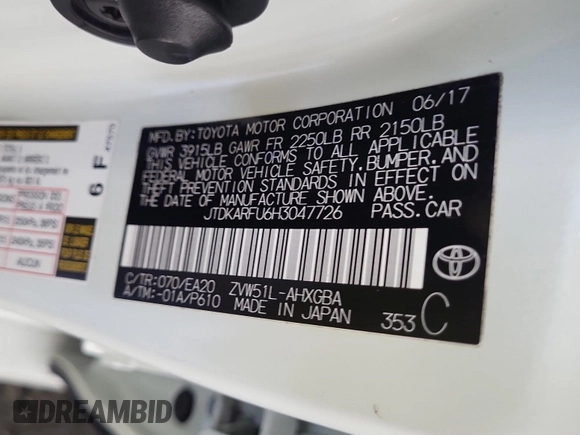 MFD.BY: TOYOTA MOTOR CORPORATION 06/17
GVWR 3915LB GAWR FR 2250LB RR 2150LB
THIS VEHICLE CONFORMS TO ALL APPLICABLE
FEDERAL MOTOR VEHICLE SAFETY, BUMPER, AND
THEFT PREVENTION STANDARDS IN EFFECT ON
THE DATE OF MANUFACTURE SHOWN ABOVE.
JTDKARFU6H3047726 PASS.CAR
C/TR:070/EA20 ZVW51L-AHXGBA
A/TM:-01A/P610 MADE IN JAPAN 353 C
TOYOTA
6 F
AUCUN
DREAMBID